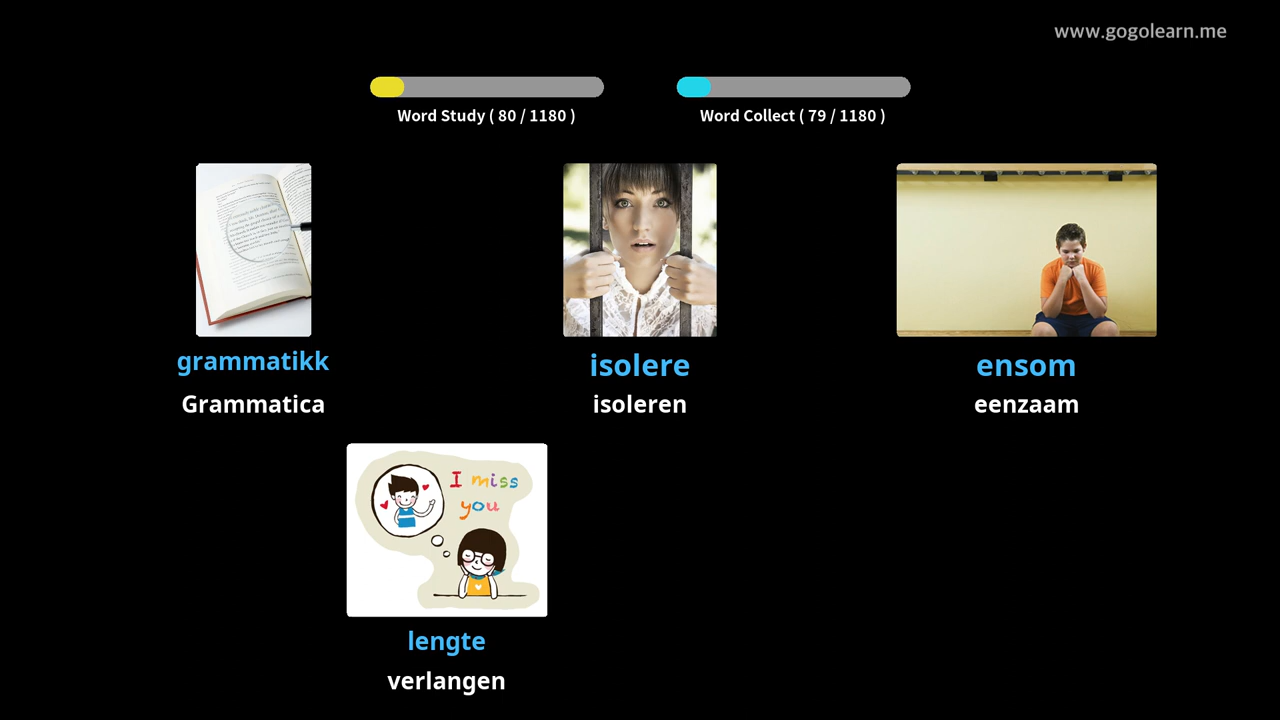 www.gogolearn.me
Word Study ( 80 / 1180 )
Word Collect ( 79 / 1180 )
grammatikk
Grammatica
isolere
isoleren
ensom
eenzaam
I miss
you
lengte
verlangen